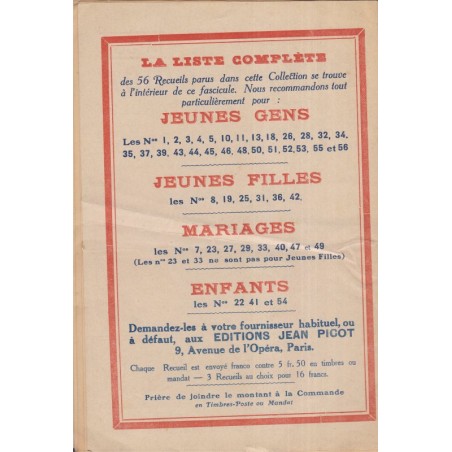 LA LISTE COMPLÈTE
des 56 Recueils parus dans cette Collection se trouve
à l'intérieur de ce fascicule. Nous recommandons tout
particulièrement pour :
JEUNES GENS
Les Nos 1, 2, 3, 4, 5, 10, 11, 13, 18, 26, 28, 32, 34,
35, 37, 39, 43, 44, 45, 46, 48, 50, 51, 52, 53, 55 et 56
JEUNES FILLES
les Nos 8, 19, 25, 31, 36, 42.
MARIAGES
les Nos 7, 23, 27, 29, 33, 40, 47 et 49
(Les nos 23 et 33 ne sont pas pour Jeunes Filles)
ENFANTS
les Nos 22 41 et 54
Demandez-les à votre fournisseur habituel, ou
à défaut, aux EDITIONS JEAN PICOT
9, Avenue de l'Opéra, Paris.
Chaque Recueil est envoyé franco contre 5 fr. 50 en timbres ou
mandat — 3 Recueils au choix pour 16 francs.
Prière de joindre le montant à la Commande
en Timbres-Poste ou Mandat